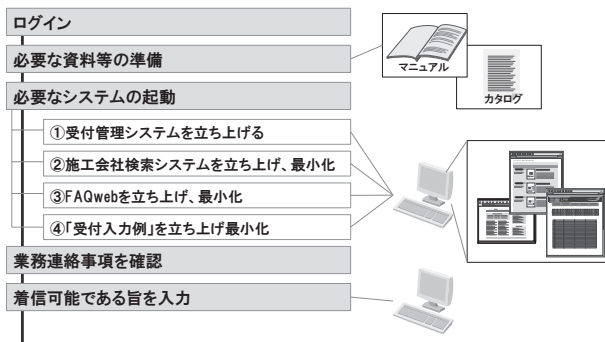 ログイン
必要な資料等の準備
マニュアル
カタログ
必要なシステムの起動
①受付管理システムを立ち上げる
②施工会社検索システムを立ち上げ、最小化
③FAQwebを立ち上げ、最小化
④「受付入力例」を立ち上げ最小化
業務連絡事項を確認
着信可能である旨を入力